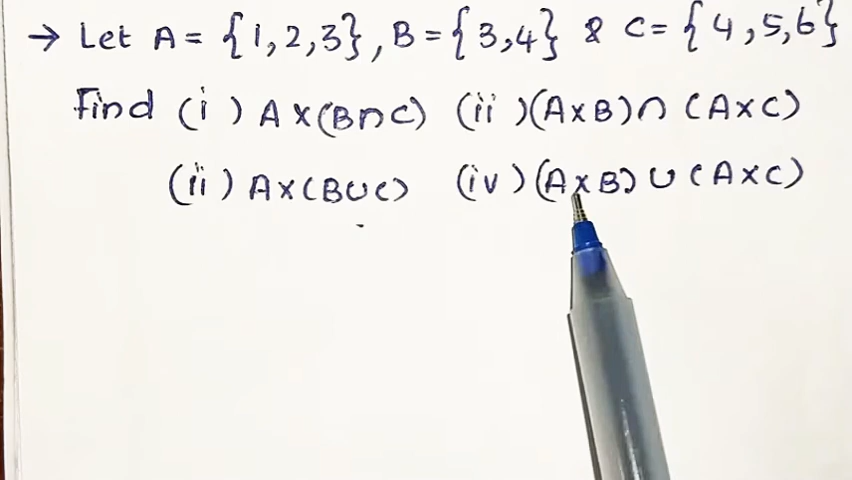 → Let A = {1, 2, 3}, B = {3, 4} & C = {4, 5, 6}
Find (i) A × (B ∩ C) (ii) (A × B) ∩ (A × C)
(ii) A × (B ∪ C) (iv) (A × B) ∪ (A × C)